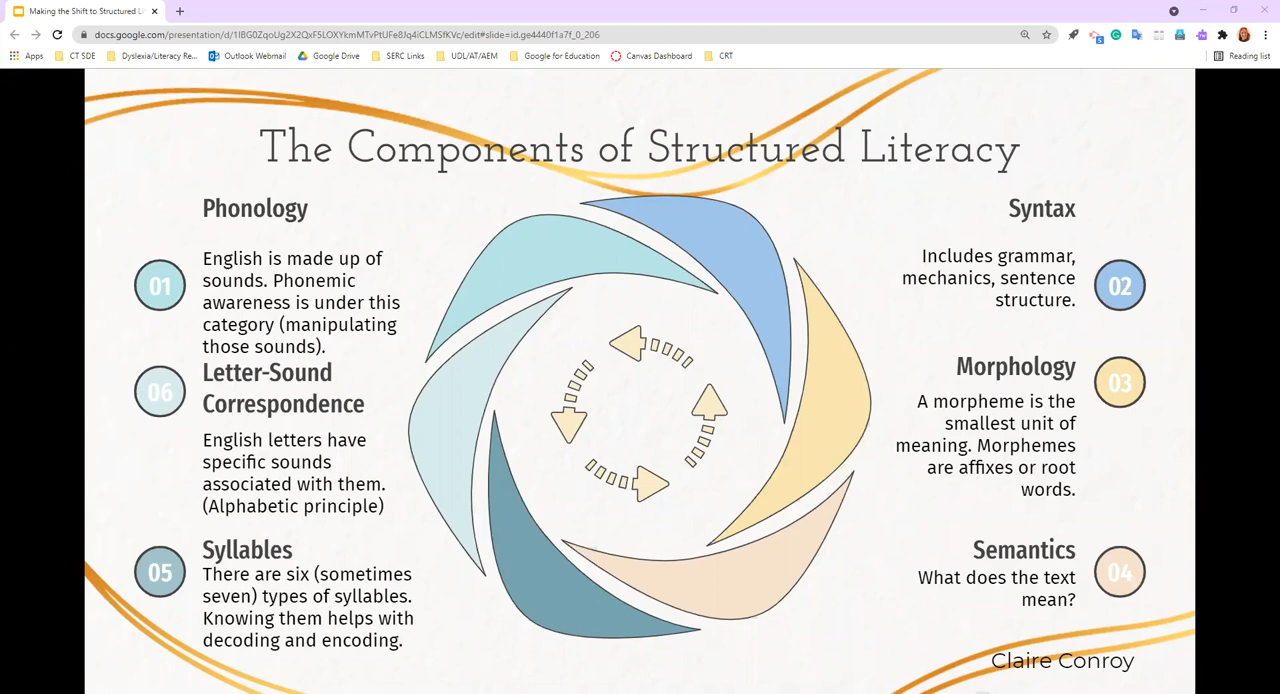 Making the Shift to Structured Li
docs.google.com/presentation/d/1IBG0ZqoUg2X2QxF5LOXYkmMTvPtUFe8Jq4iCLMSfKVc/edit#slide=id.ge4440f1a7f_0_206
Apps CT SDE Dyslexia/Literacy Re... Outlook Webmail Google Drive SERC Links UDL/AT/AEM Google for Education Canvas Dashboard CRT Reading list
The Components of Structured Literacy
Phonology
01
English is made up of
sounds. Phonemic
awareness is under this
category (manipulating
those sounds).
06
Letter-Sound
Correspondence
English letters have
specific sounds
associated with them.
(Alphabetic principle)
05
Syllables
There are six (sometimes
seven) types of syllables.
Knowing them helps with
decoding and encoding.
Syntax
02
Includes grammar,
mechanics, sentence
structure.
Morphology
03
A morpheme is the
smallest unit of
meaning. Morphemes
are affixes or root
words.
Semantics
04
What does the text
mean?
Claire Conroy